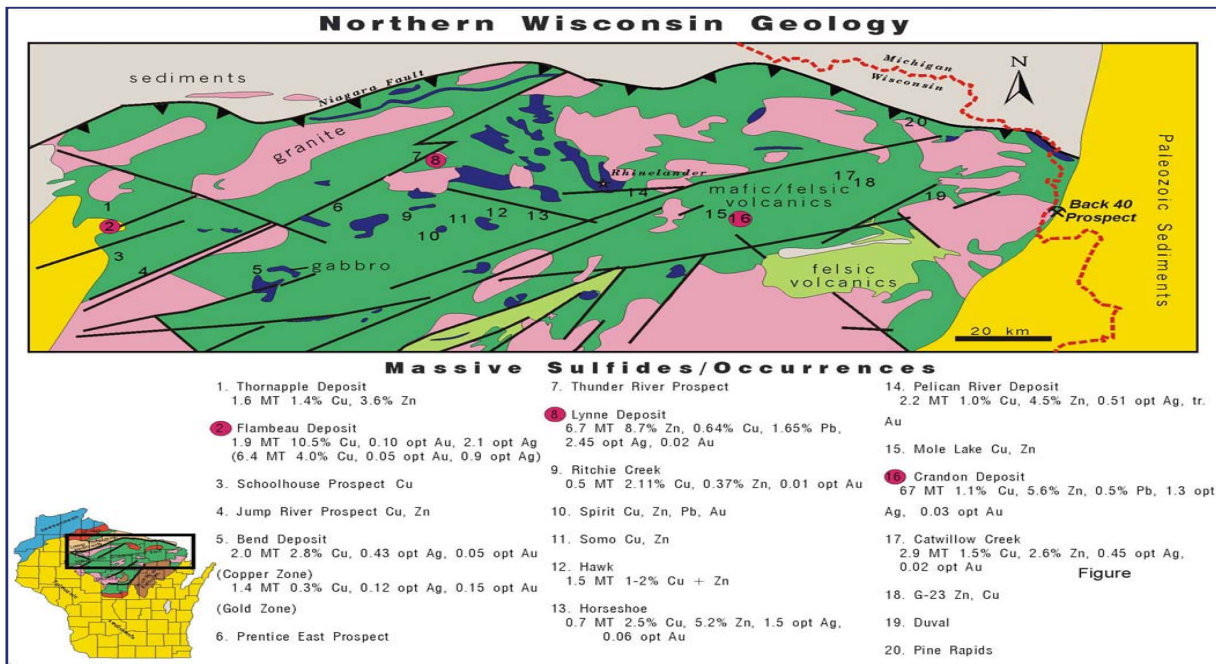 Northern Wisconsin Geology
sediments
Niagara Fault
Michigan
Wisconsin
N
20
granite
7
8
Rhinelander
14
17
18
mafic/felsic
volcanics
1
2
3
4
5
6
9
10
11
12
13
15
16
19
gabbro
felsic
volcanics
Back 40
Prospect
Paleozoic Sediments
20 km
Massive Sulfides/Occurrences
1. Thornapple Deposit
1.6 MT 1.4% Cu, 3.6% Zn
2 Flambeau Deposit
1.9 MT 10.5% Cu, 0.10 opt Au, 2.1 opt Ag
(6.4 MT 4.0% Cu, 0.05 opt Au, 0.9 opt Ag)
3. Schoolhouse Prospect Cu
4. Jump River Prospect Cu, Zn
5. Bend Deposit
2.0 MT 2.8% Cu, 0.43 opt Ag, 0.05 opt Au
(Copper Zone)
1.4 MT 0.3% Cu, 0.12 opt Ag, 0.15 opt Au
(Gold Zone)
6. Prentice East Prospect
7. Thunder River Prospect
8 Lynne Deposit
6.7 MT 8.7% Zn, 0.64% Cu, 1.65% Pb,
2.45 opt Ag, 0.02 Au
9. Ritchie Creek
0.5 MT 2.11% Cu, 0.37% Zn, 0.01 opt Au
10. Spirit Cu, Zn, Pb, Au
11. Somo Cu, Zn
12. Hawk
1.5 MT 1-2% Cu + Zn
13. Horseshoe
0.7 MT 2.5% Cu, 5.2% Zn, 1.5 opt Ag,
0.06 opt Au
14. Pelican River Deposit
2.2 MT 1.0% Cu, 4.5% Zn, 0.51 opt Ag, tr.
Au
15. Mole Lake Cu, Zn
16 Crandon Deposit
67 MT 1.1% Cu, 5.6% Zn, 0.5% Pb, 1.3 opt
Ag, 0.03 opt Au
17. Catwillow Creek
2.9 MT 1.5% Cu, 2.6% Zn, 0.45 opt Ag,
0.02 opt Au
Figure
18. G-23 Zn, Cu
19. Duval
20. Pine Rapids